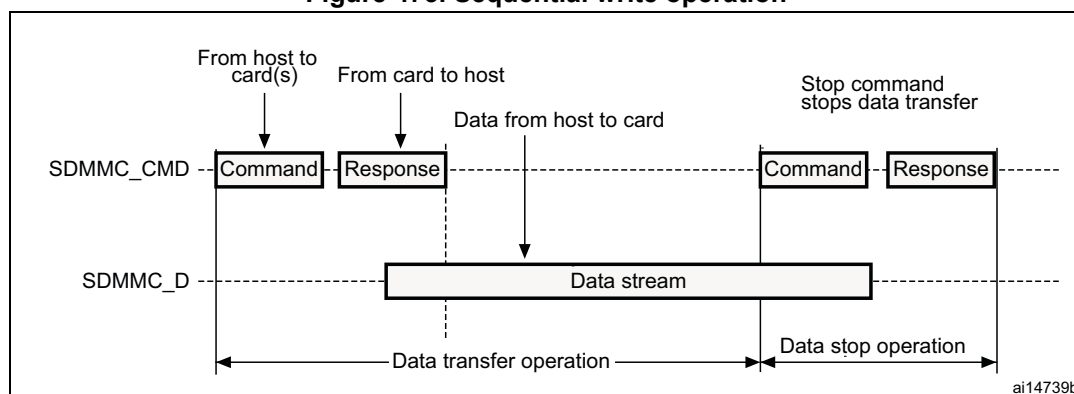 From host to
card(s)
From card to host
Stop command
stops data transfer
Data from host to card
SDMMC_CMD
Command
Response
Command
Response
SDMMC_D
Data stream
Data transfer operation
Data stop operation
ai14739b